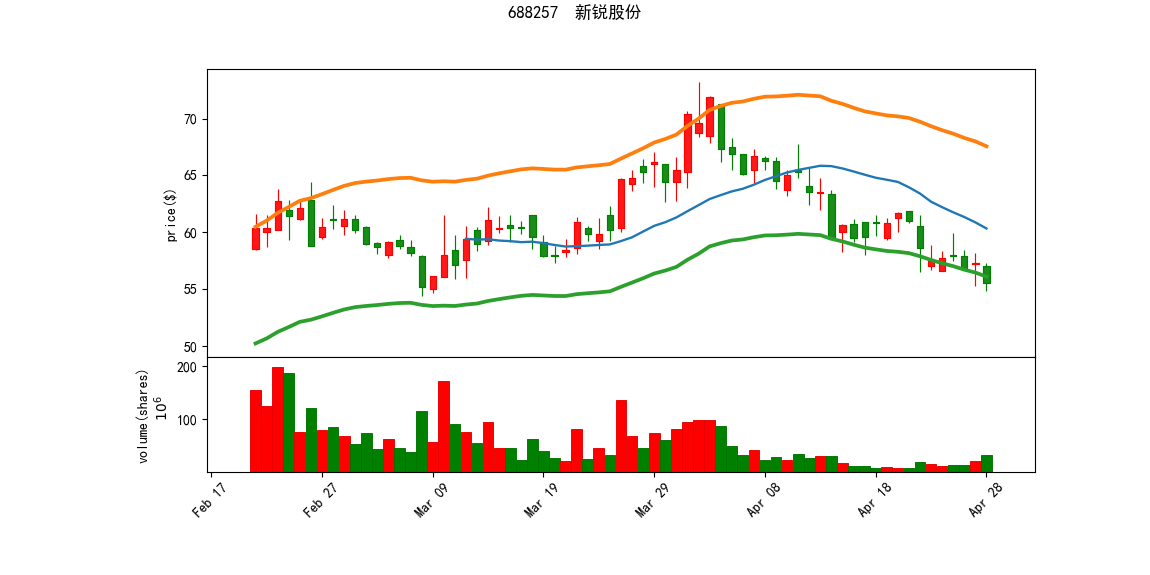 688257 新锐股份
price($)
70
65
60
55
50
volume(shares)
10^6
200
100
Feb 17
Feb 27
Mar 09
Mar 19
Mar 29
Apr 08
Apr 18
Apr 28